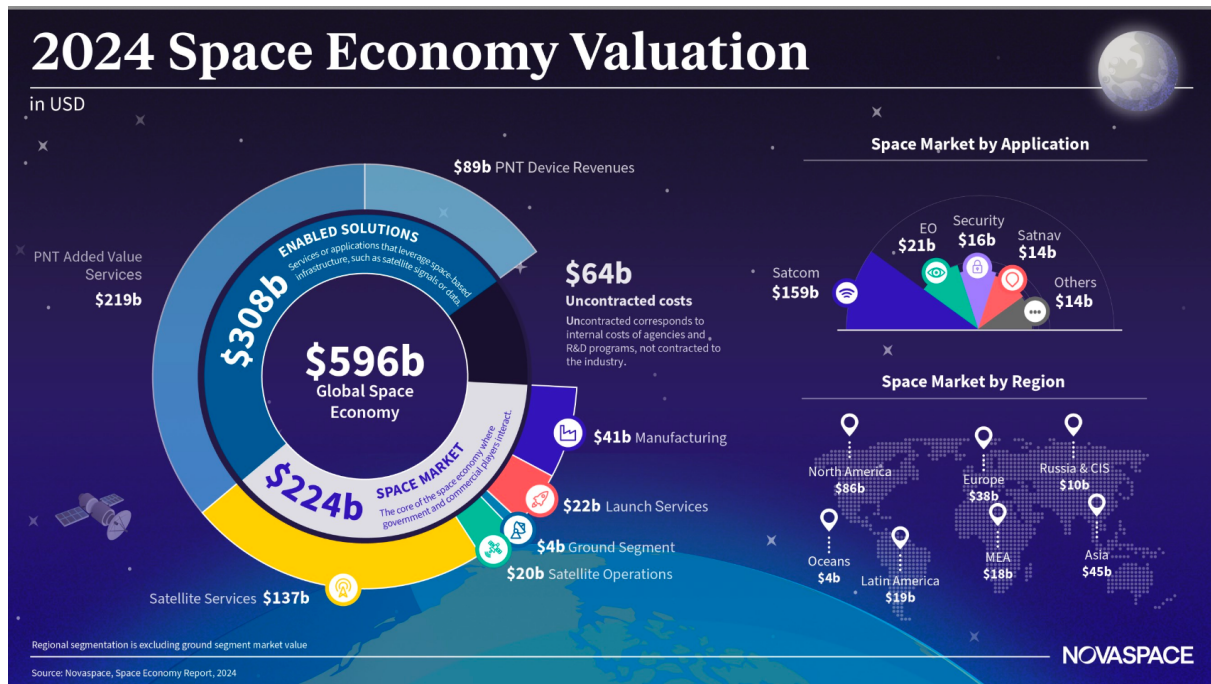 2024 Space Economy Valuation
in USD
$89b PNT Device Revenues
PNT Added Value
Services
$219b
$308b
ENABLED SOLUTIONS
Services or applications that leverage space-based
infrastructure, such as satellite signals or data.
$596b
Global Space
Economy
$64b
Uncontracted costs
Uncontracted corresponds to
internal costs of agencies and
R&D programs, not contracted to
the industry.
$224b
SPACE MARKET
The core of the space economy where
government and commercial players interact.
$41b Manufacturing
$22b Launch Services
$4b Ground Segment
$20b Satellite Operations
Satellite Services $137b
Space Market by Application
Satcom
$159b
EO
$21b
Security
$16b
Satnav
$14b
Others
$14b
Space Market by Region
North America
$86b
Europe
$38b
Russia & CIS
$10b
Oceans
$4b
Latin America
$19b
MEA
$18b
Asia
$45b
Regional segmentation is excluding ground segment market value
Source: Novaspace, Space Economy Report, 2024
NOVASPACE